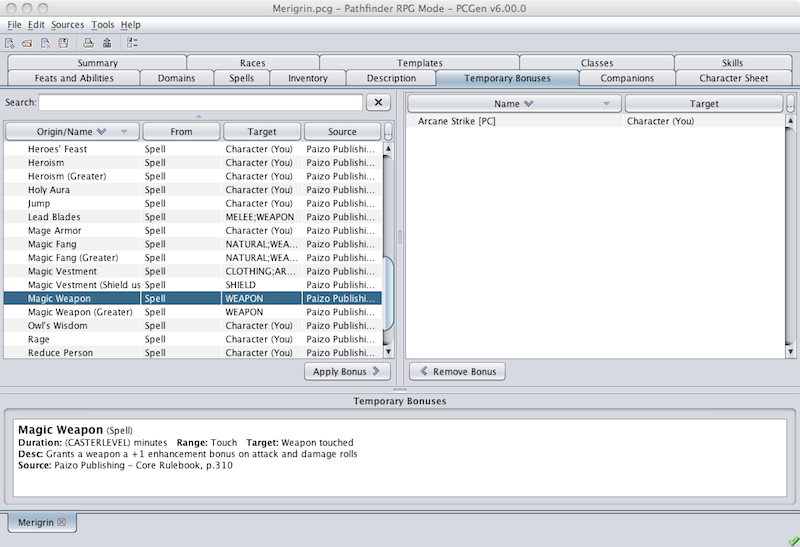 Merigrin.pcg – Pathfinder RPG Mode – PCGen v6.00.0
File Edit Sources Tools Help
Summary Races Templates Classes Skills
Feats and Abilities Domains Spells Inventory Description Temporary Bonuses Companions Character Sheet
Search:
Origin/Name From Target Source ...
Heroes' Feast Spell Character (You) Paizo Publishi...
Heroism Spell Character (You) Paizo Publishi...
Heroism (Greater) Spell Character (You) Paizo Publishi...
Holy Aura Spell Character (You) Paizo Publishi...
Jump Spell Character (You) Paizo Publishi...
Lead Blades Spell MELEE;WEAPON Paizo Publishi...
Mage Armor Spell Character (You) Paizo Publishi...
Magic Fang Spell NATURAL;WEA... Paizo Publishi...
Magic Fang (Greater) Spell NATURAL;WEA... Paizo Publishi...
Magic Vestment Spell CLOTHING;AR... Paizo Publishi...
Magic Vestment (Shield us Spell SHIELD Paizo Publishi...
Magic Weapon Spell WEAPON Paizo Publishi...
Magic Weapon (Greater) Spell WEAPON Paizo Publishi...
Owl's Wisdom Spell Character (You) Paizo Publishi...
Rage Spell Character (You) Paizo Publishi...
Reduce Person Spell Character (You) Paizo Publishi...
Apply Bonus
Name Target ...
Arcane Strike [PC] Character (You)
Remove Bonus
Temporary Bonuses
Magic Weapon (Spell)
Duration: (CASTERLEVEL) minutes Range: Touch Target: Weapon touched
Desc: Grants a weapon a +1 enhancement bonus on attack and damage rolls
Source: Paizo Publishing – Core Rulebook, p.310
Merigrin